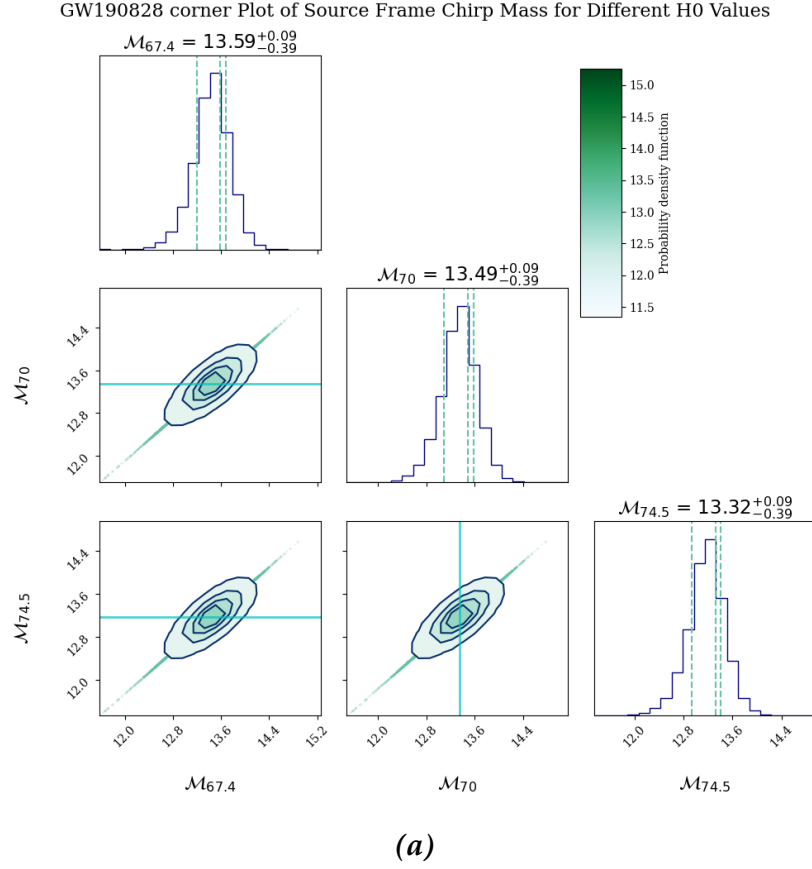 GW190828 corner Plot of Source Frame Chirp Mass for Different H0 Values
ℳ67.4 = 13.59+0.09−0.39
15.0
14.5
14.0
13.5
13.0
12.5
12.0
11.5
Probability density function
ℳ70 = 13.49+0.09−0.39
ℳ70
14.4
13.6
12.8
12.0
ℳ74.5 = 13.32+0.09−0.39
ℳ74.5
14.4
13.6
12.8
12.0
12.0 12.8 13.6 14.4 15.2
12.0 12.8 13.6 14.4
12.0 12.8 13.6 14.4
ℳ67.4
ℳ70
ℳ74.5
(a)